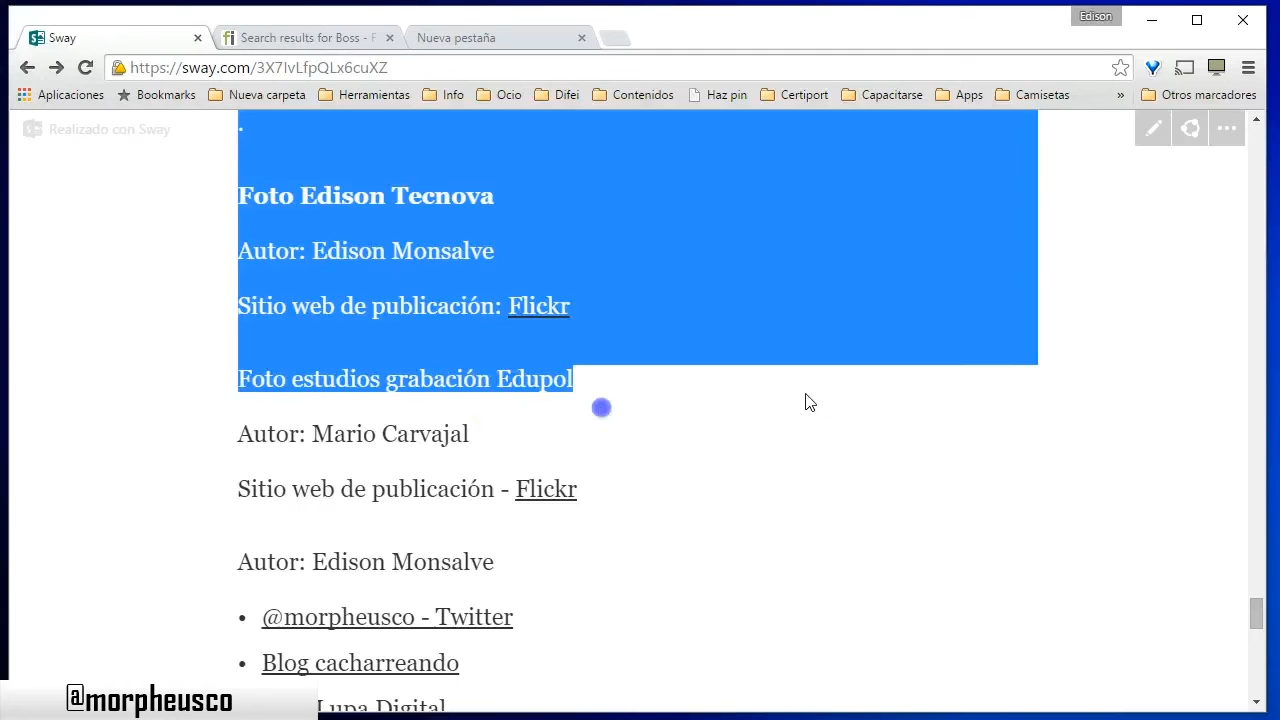 Edison
Sway
Search results for Boss - F
Nueva pestaña
https://sway.com/3X7IvLfpQLx6cuXZ
Aplicaciones Bookmarks Nueva carpeta Herramientas Info Ocio Difei Contenidos Haz pin Certiport Capacitarse Apps Camisetas » Otros marcadores
Realizado con Sway
.
Foto Edison Tecnova
Autor: Edison Monsalve
Sitio web de publicación: Flickr
Foto estudios grabación Edupol
Autor: Mario Carvajal
Sitio web de publicación - Flickr
Autor: Edison Monsalve
• @morpheusco - Twitter
• Blog cacharreando
Lupa Digital
@morpheusco